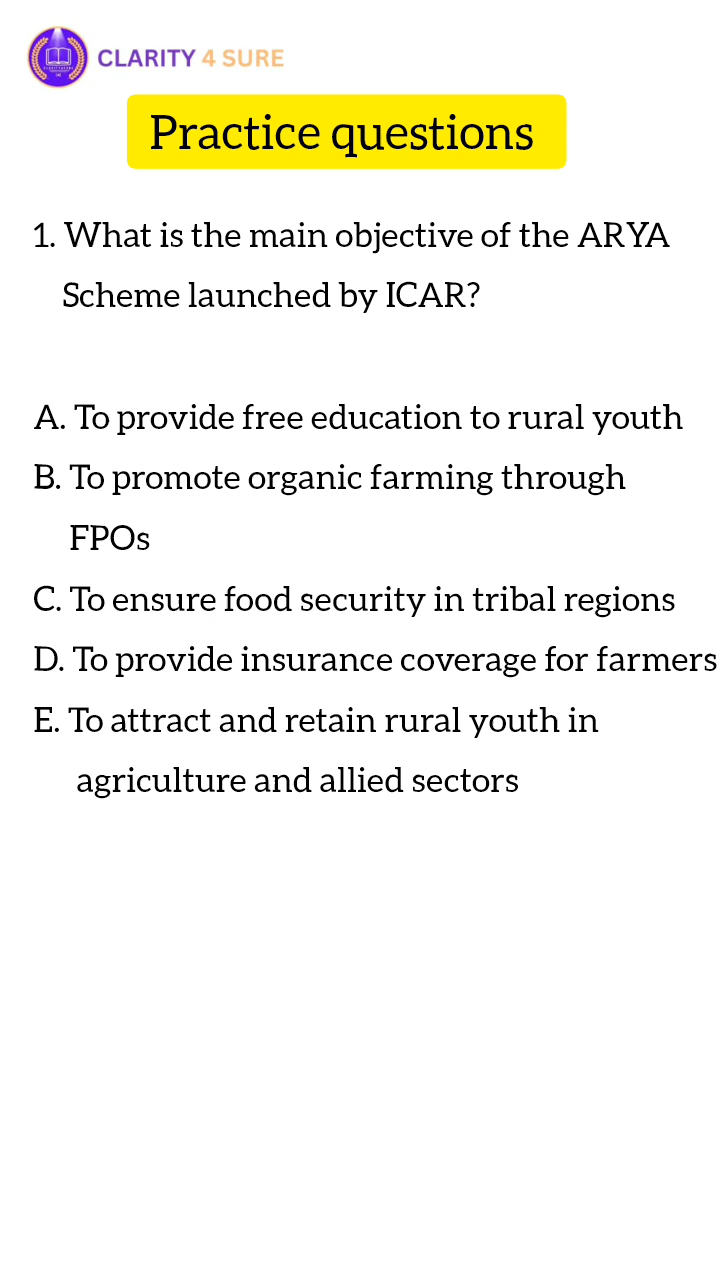 CLARITY 4 SURE
Practice questions
1. What is the main objective of the ARYA
Scheme launched by ICAR?
A. To provide free education to rural youth
B. To promote organic farming through
FPOs
C. To ensure food security in tribal regions
D. To provide insurance coverage for farmers
E. To attract and retain rural youth in
agriculture and allied sectors